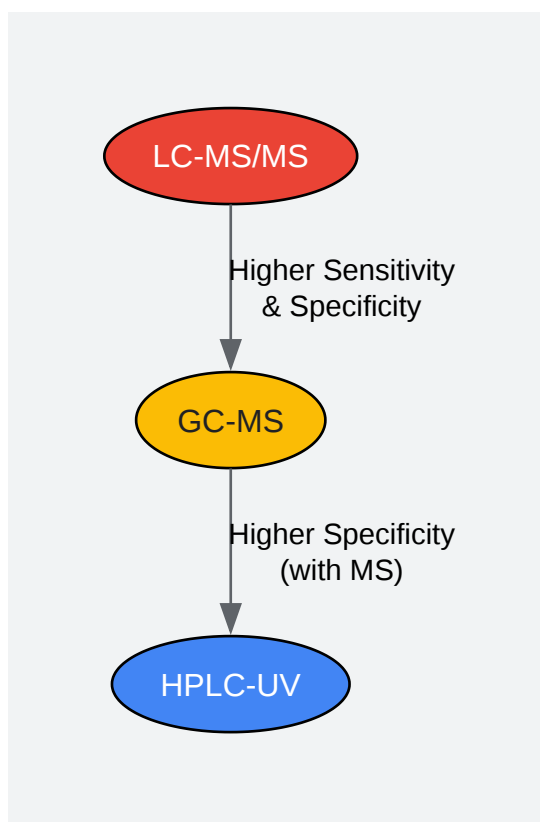 LC-MS/MS
Higher Sensitivity
& Specificity
GC-MS
Higher Specificity
(with MS)
HPLC-UV